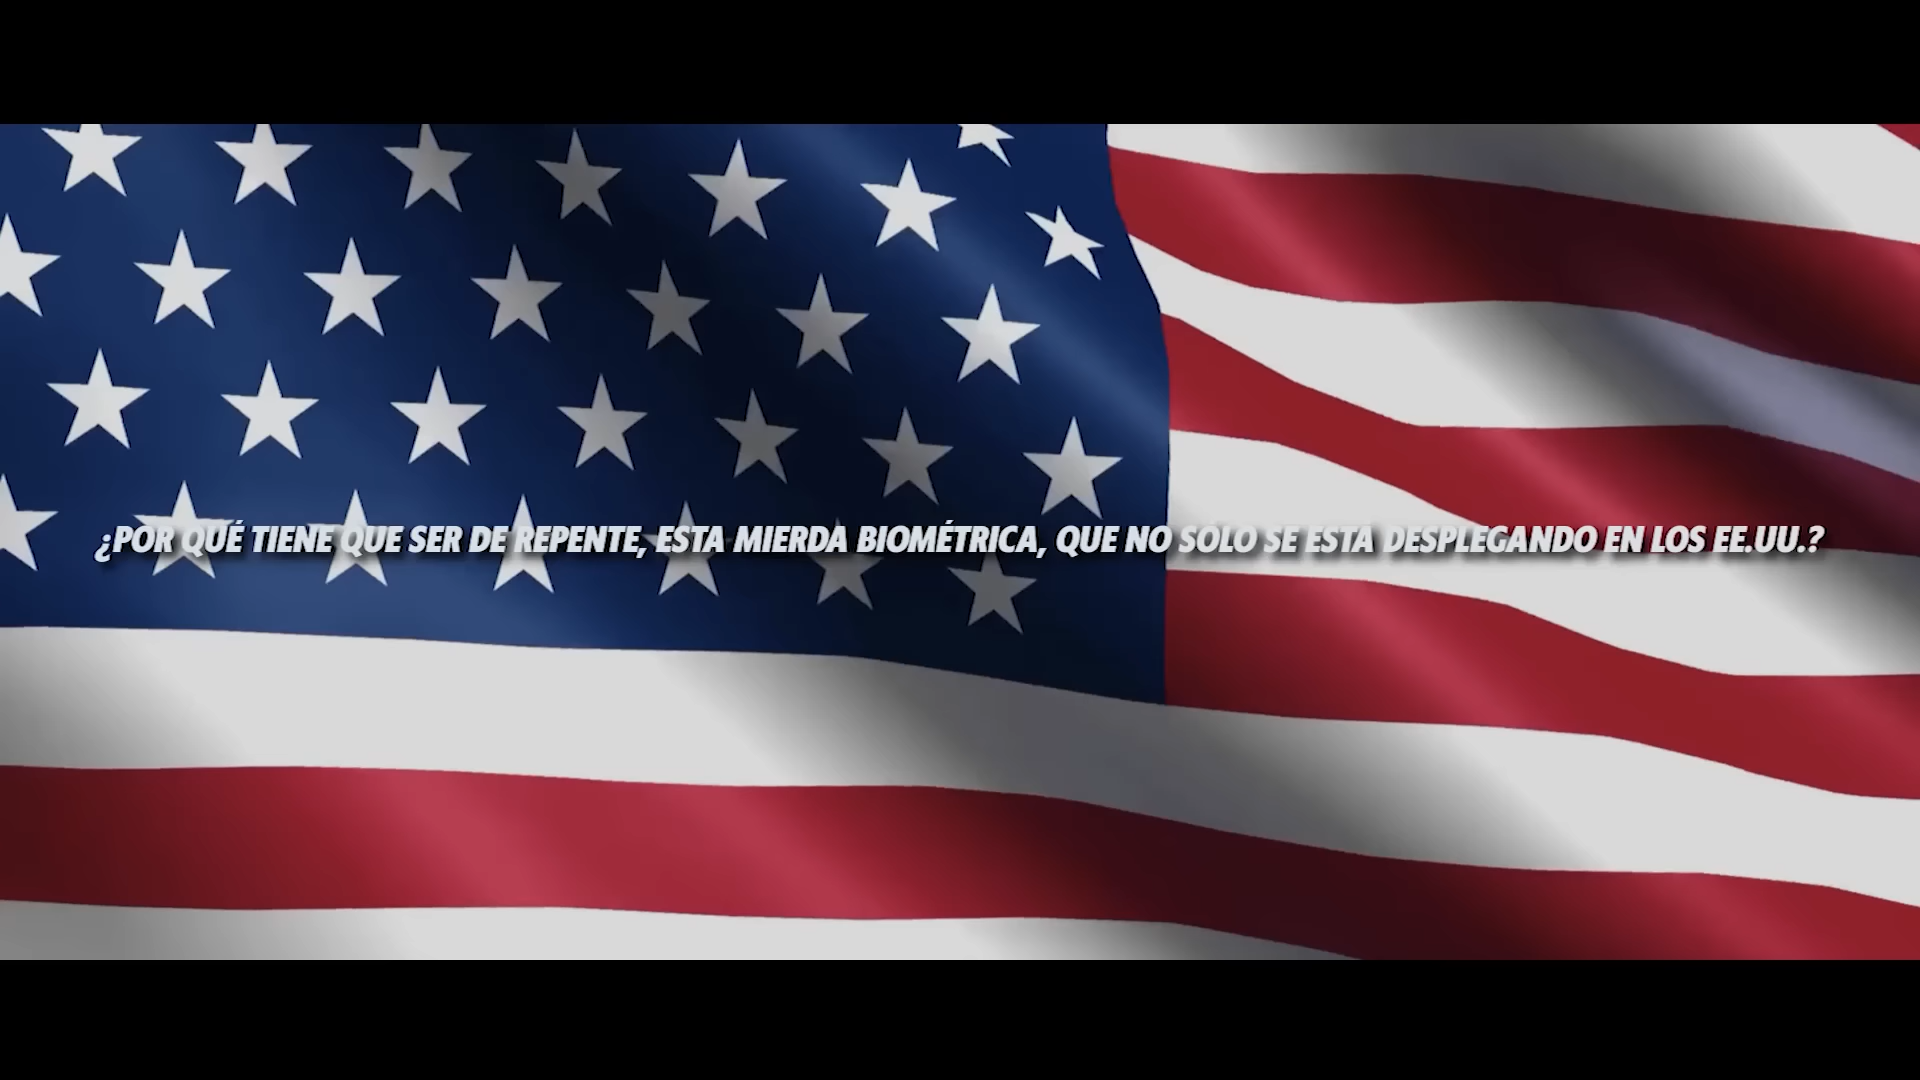 ¿POR QUÉ TIENE QUE SER DE REPENTE, ESTA MIERDA BIOMÉTRICA, QUE NO SÓLO SE ESTÁ DESPLEGANDO EN LOS EE.UU.?